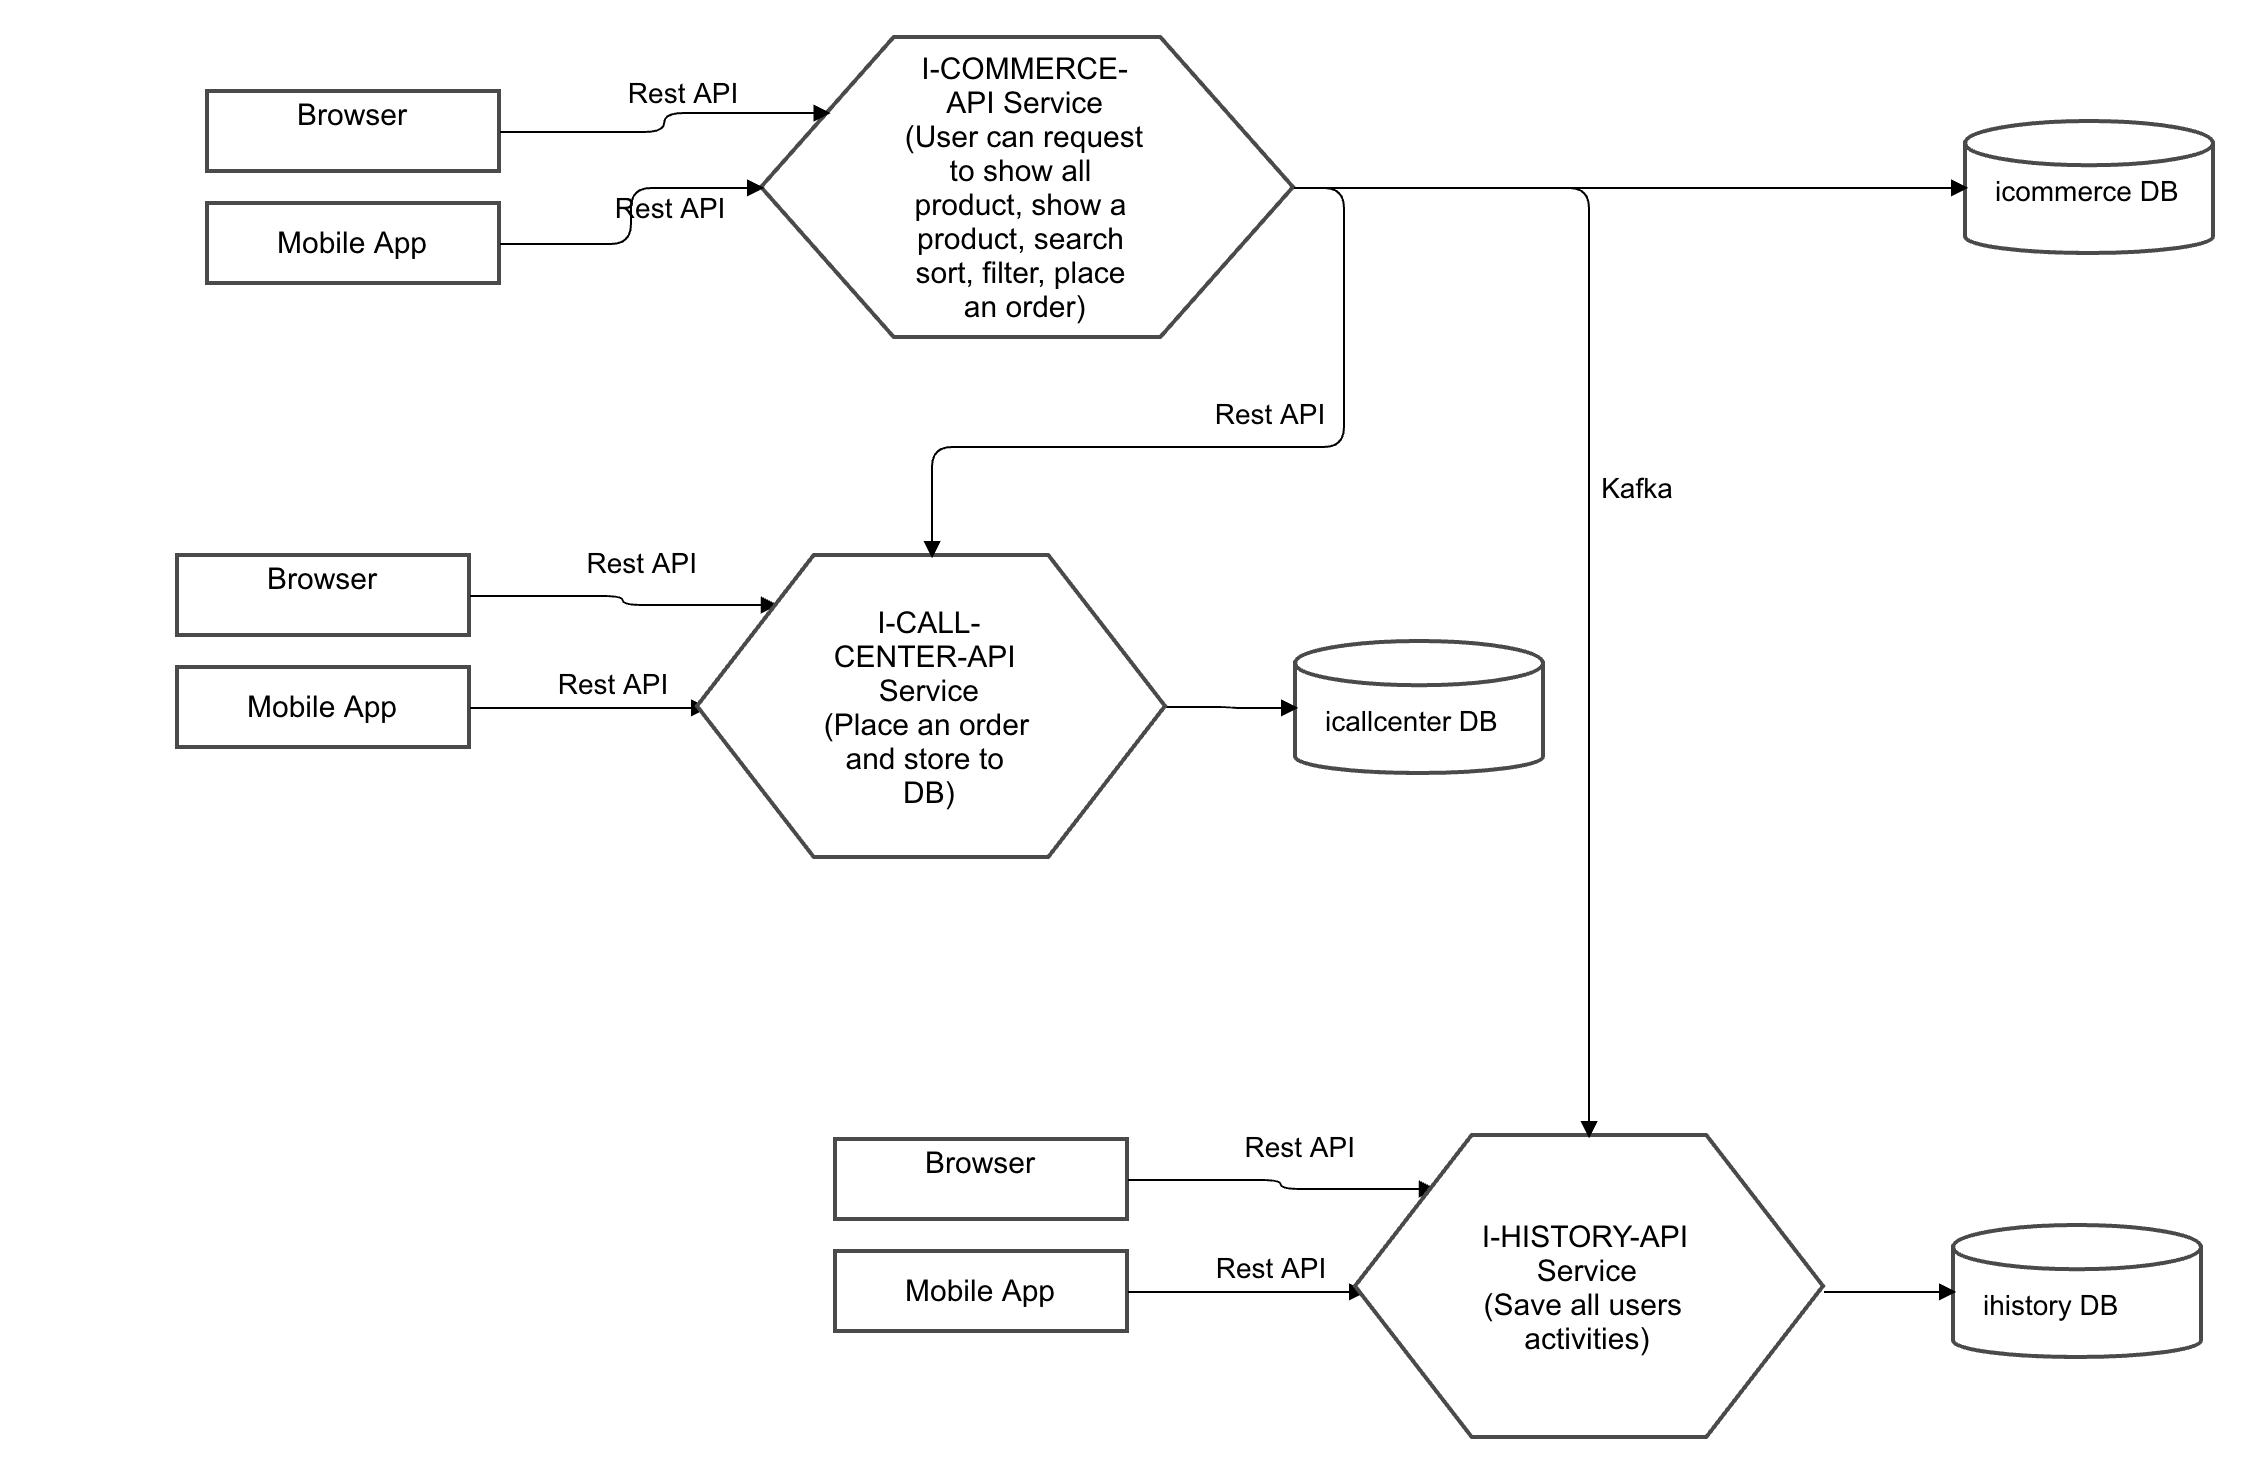 Browser
Rest API
Mobile App
Rest API
I-COMMERCE-
API Service
(User can request
to show all
product, show a
product, search
sort, filter, place
an order)
icommerce DB
Rest API
Kafka
Browser
Rest API
Mobile App
Rest API
I-CALL-
CENTER-API
Service
(Place an order
and store to
DB)
icallcenter DB
Browser
Rest API
Mobile App
Rest API
I-HISTORY-API
Service
(Save all users
activities)
ihistory DB